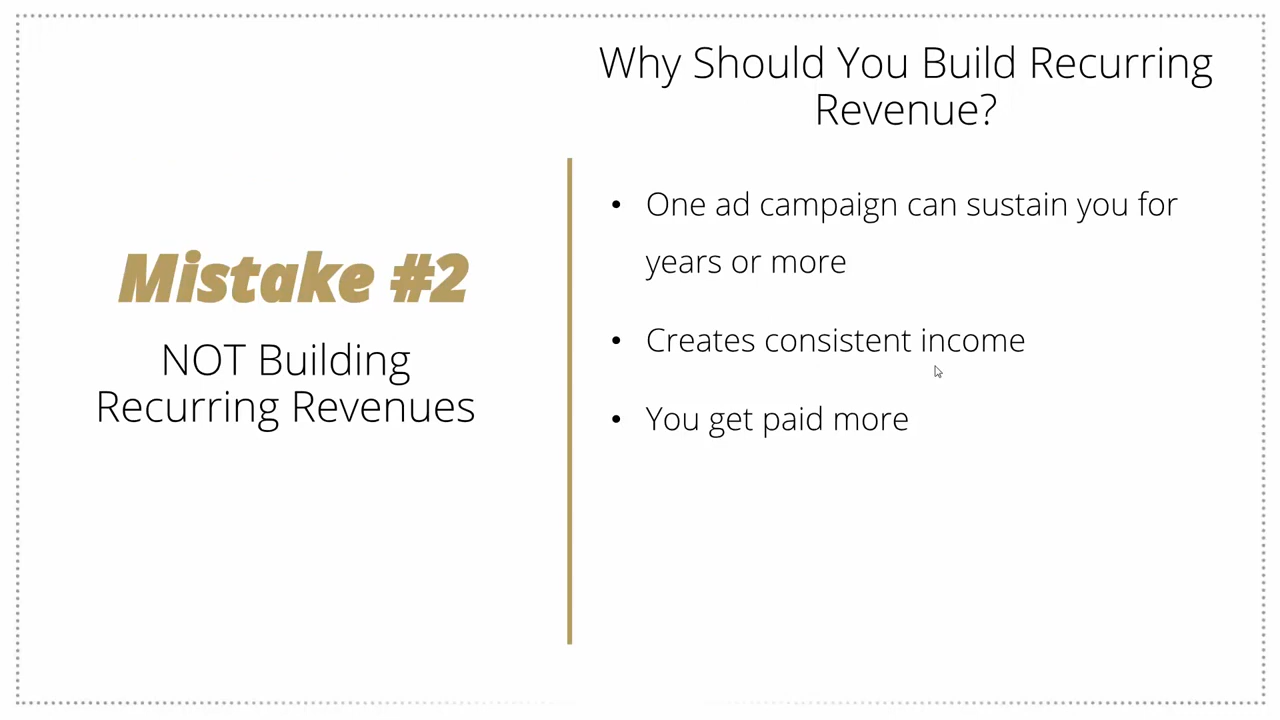 Mistake #2
NOT Building
Recurring Revenues
Why Should You Build Recurring
Revenue?
• One ad campaign can sustain you for
years or more
• Creates consistent income
• You get paid more